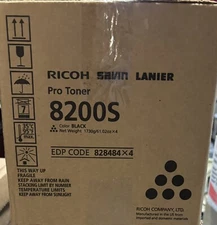 RICOH SAVIN LANIER
Pro Toner
8200S
Color BLACK
EDP CODE 828484×4
THIS WAY UP
FRAGILE
KEEP AWAY FROM RAIN
STACKING LIMIT BY NUMBER
TEMPERATURE LIMITS
KEEP AWAY FROM SUNLIGHT
RICOH COMPANY, LTD.